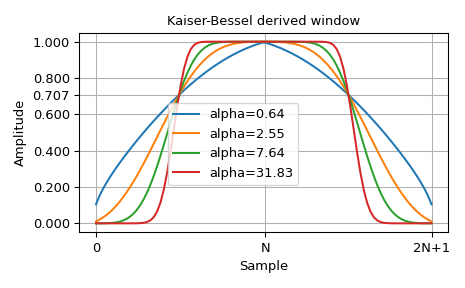 Kaiser-Bessel derived window
1.000
0.800
0.707
0.600
0.400
0.200
0.000
Amplitude
alpha=0.64
alpha=2.55
alpha=7.64
alpha=31.83
0
N
2N+1
Sample